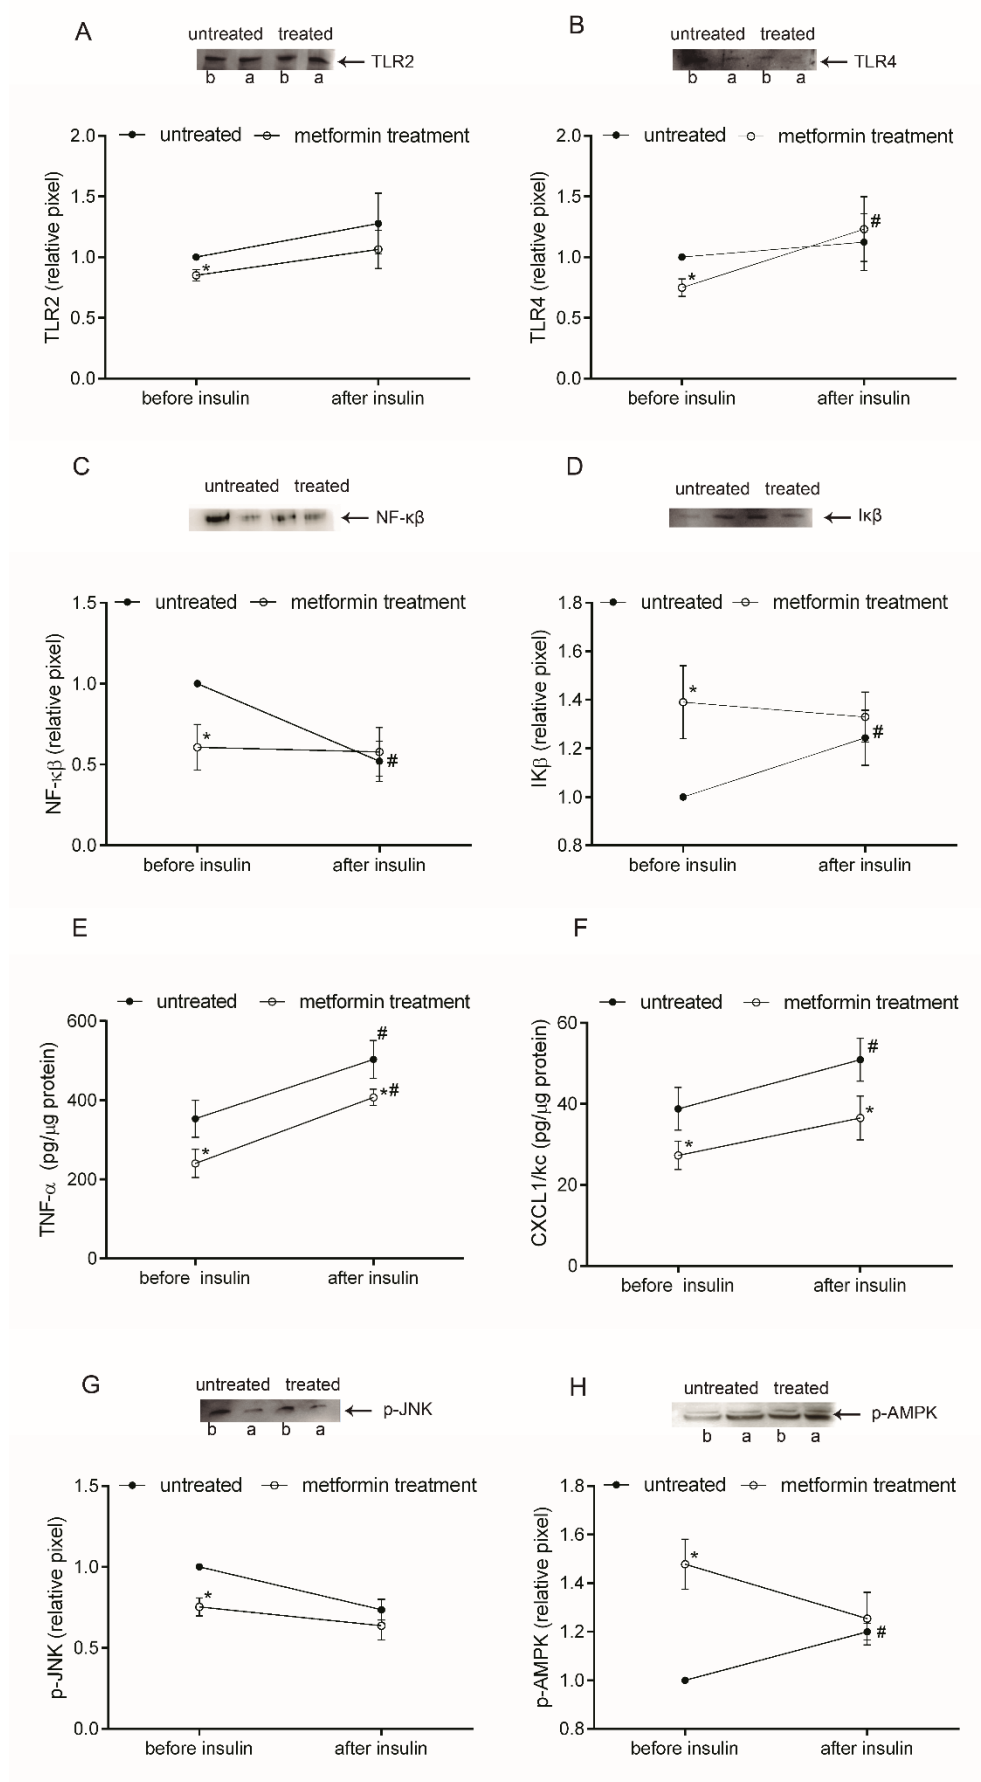 A
B
untreated treated
untreated treated
TLR2
TLR4
b a b a
b a b a
untreated metformin treatment
untreated metformin treatment
2.0
1.5
1.0
0.5
0.0
TLR2 (relative pixel)
*
before insulin after insulin
2.0
1.5
1.0
0.5
0.0
TLR4 (relative pixel)
*
#
before insulin after insulin
C
D
untreated treated
untreated treated
NF-κβ
Iκβ
untreated metformin treatment
untreated metformin treatment
1.5
1.0
0.5
0.0
NF-κβ (relative pixel)
*
#
before insulin after insulin
1.8
1.6
1.4
1.2
1.0
0.8
IKβ (relative pixel)
*
#
before insulin after insulin
E
F
untreated metformin treatment
untreated metformin treatment
600
400
200
0
TNF-α (pg/μg protein)
#
*#
*
before insulin after insulin
60
40
20
0
CXCL1/kc (pg/μg protein)
#
*
*
before insulin after insulin
G
H
untreated treated
untreated treated
p-JNK
p-AMPK
b a b a
b a b a
untreated metformin treatment
untreated metformin treatment
1.5
1.0
0.5
0.0
p-JNK (relative pixel)
*
before insulin after insulin
1.8
1.6
1.4
1.2
1.0
0.8
p-AMPK (relative pixel)
*
#
before insulin after insulin